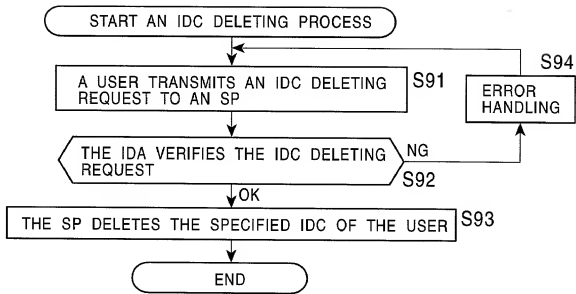 START AN IDC DELETING PROCESS
A USER TRANSMITS AN IDC DELETING
REQUEST TO AN SP
S91
S94
ERROR
HANDLING
THE IDA VERIFIES THE IDC DELETING
REQUEST
NG
S92
OK
THE SP DELETES THE SPECIFIED IDC OF THE USER
S93
END